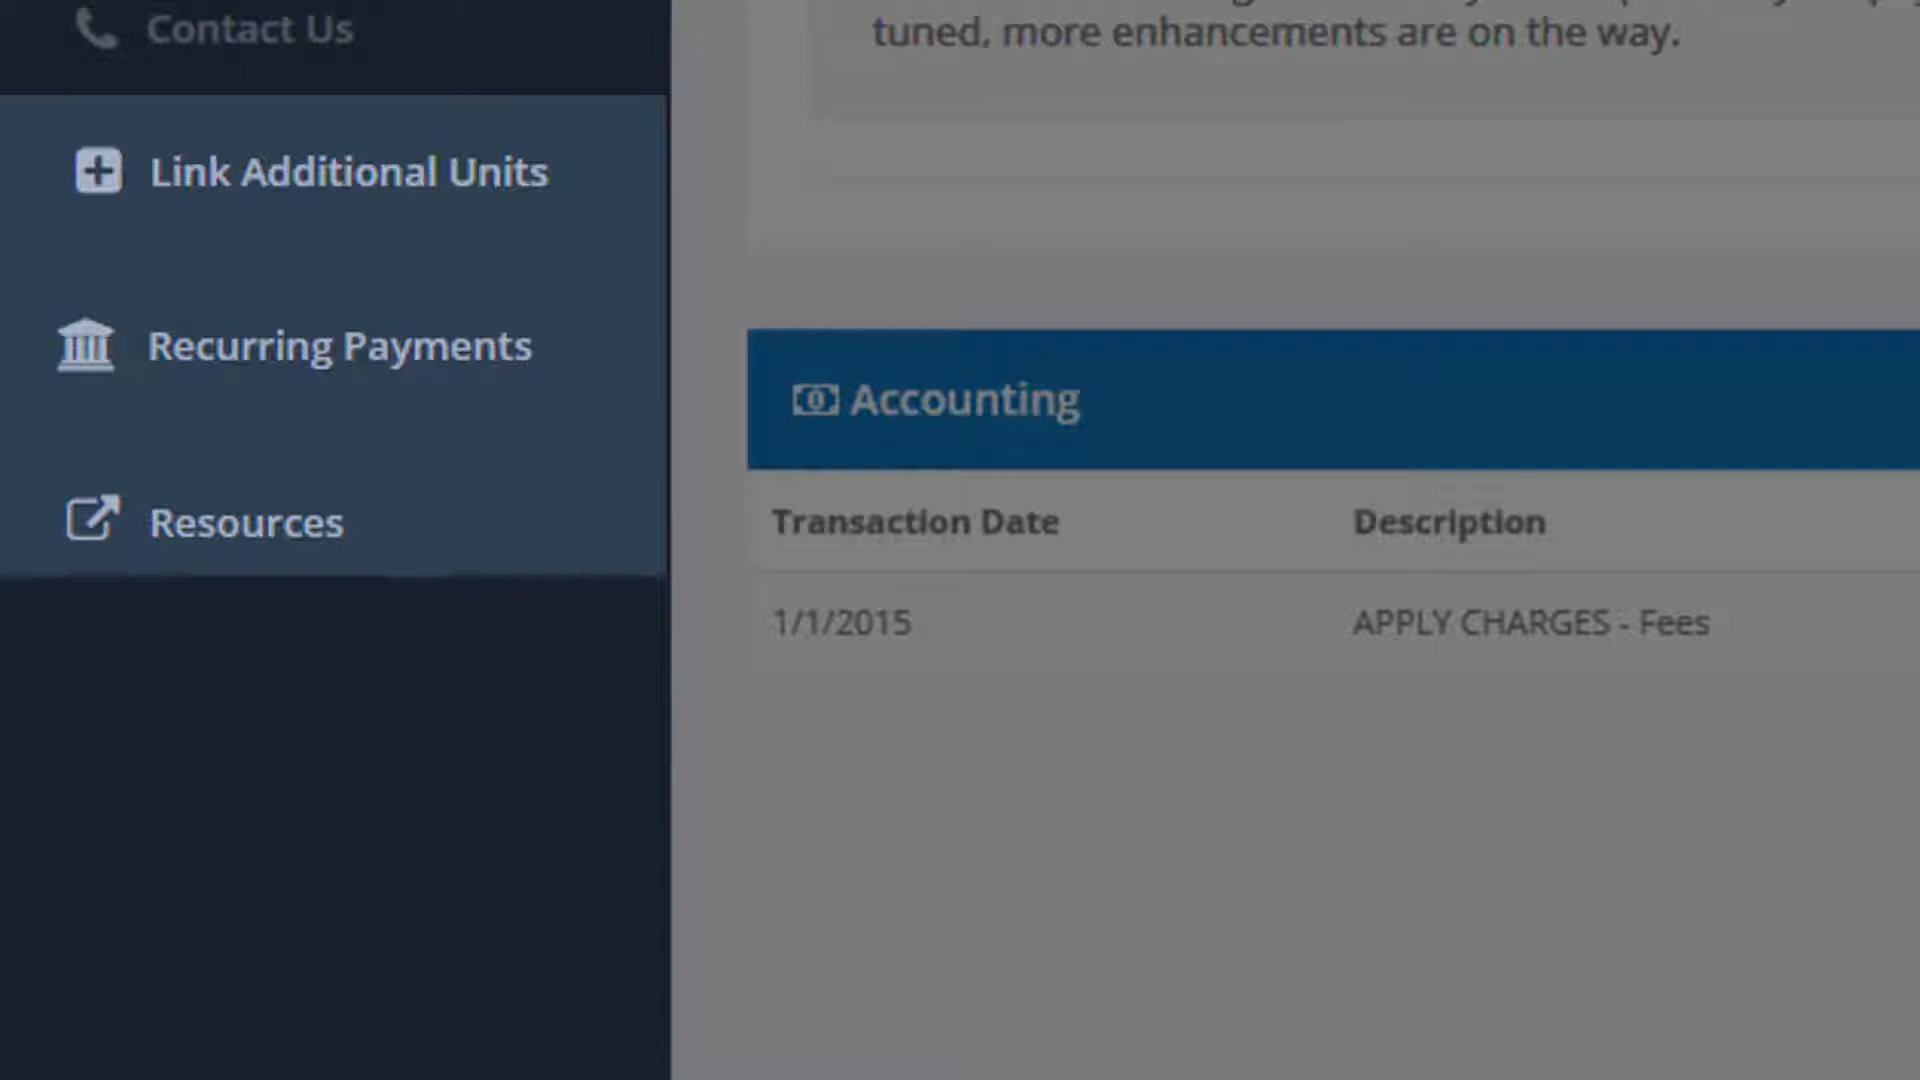 Contact Us
Link Additional Units
Recurring Payments
Resources
tuned, more enhancements are on the way.
Accounting
Transaction Date Description
1/1/2015 APPLY CHARGES - Fees